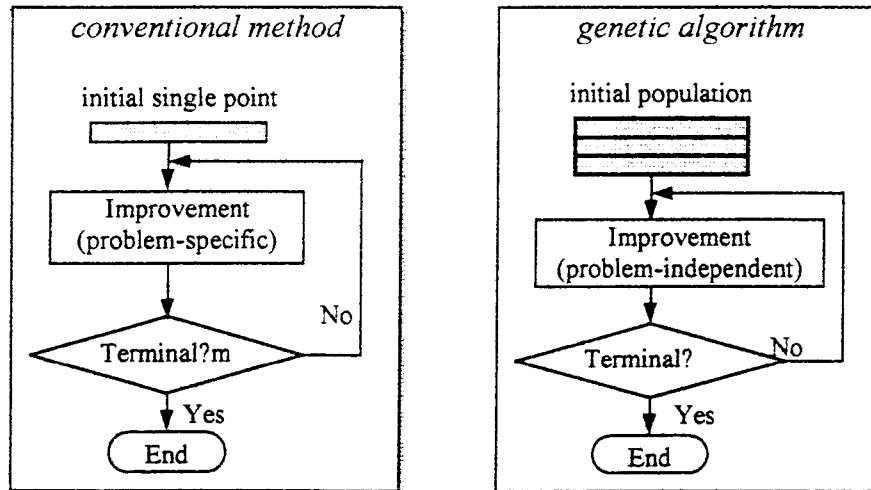 conventional method
initial single point
Improvement
(problem-specific)
No
Terminal?m
Yes
End
genetic algorithm
initial population
Improvement
(problem-independent)
No
Terminal?
Yes
End